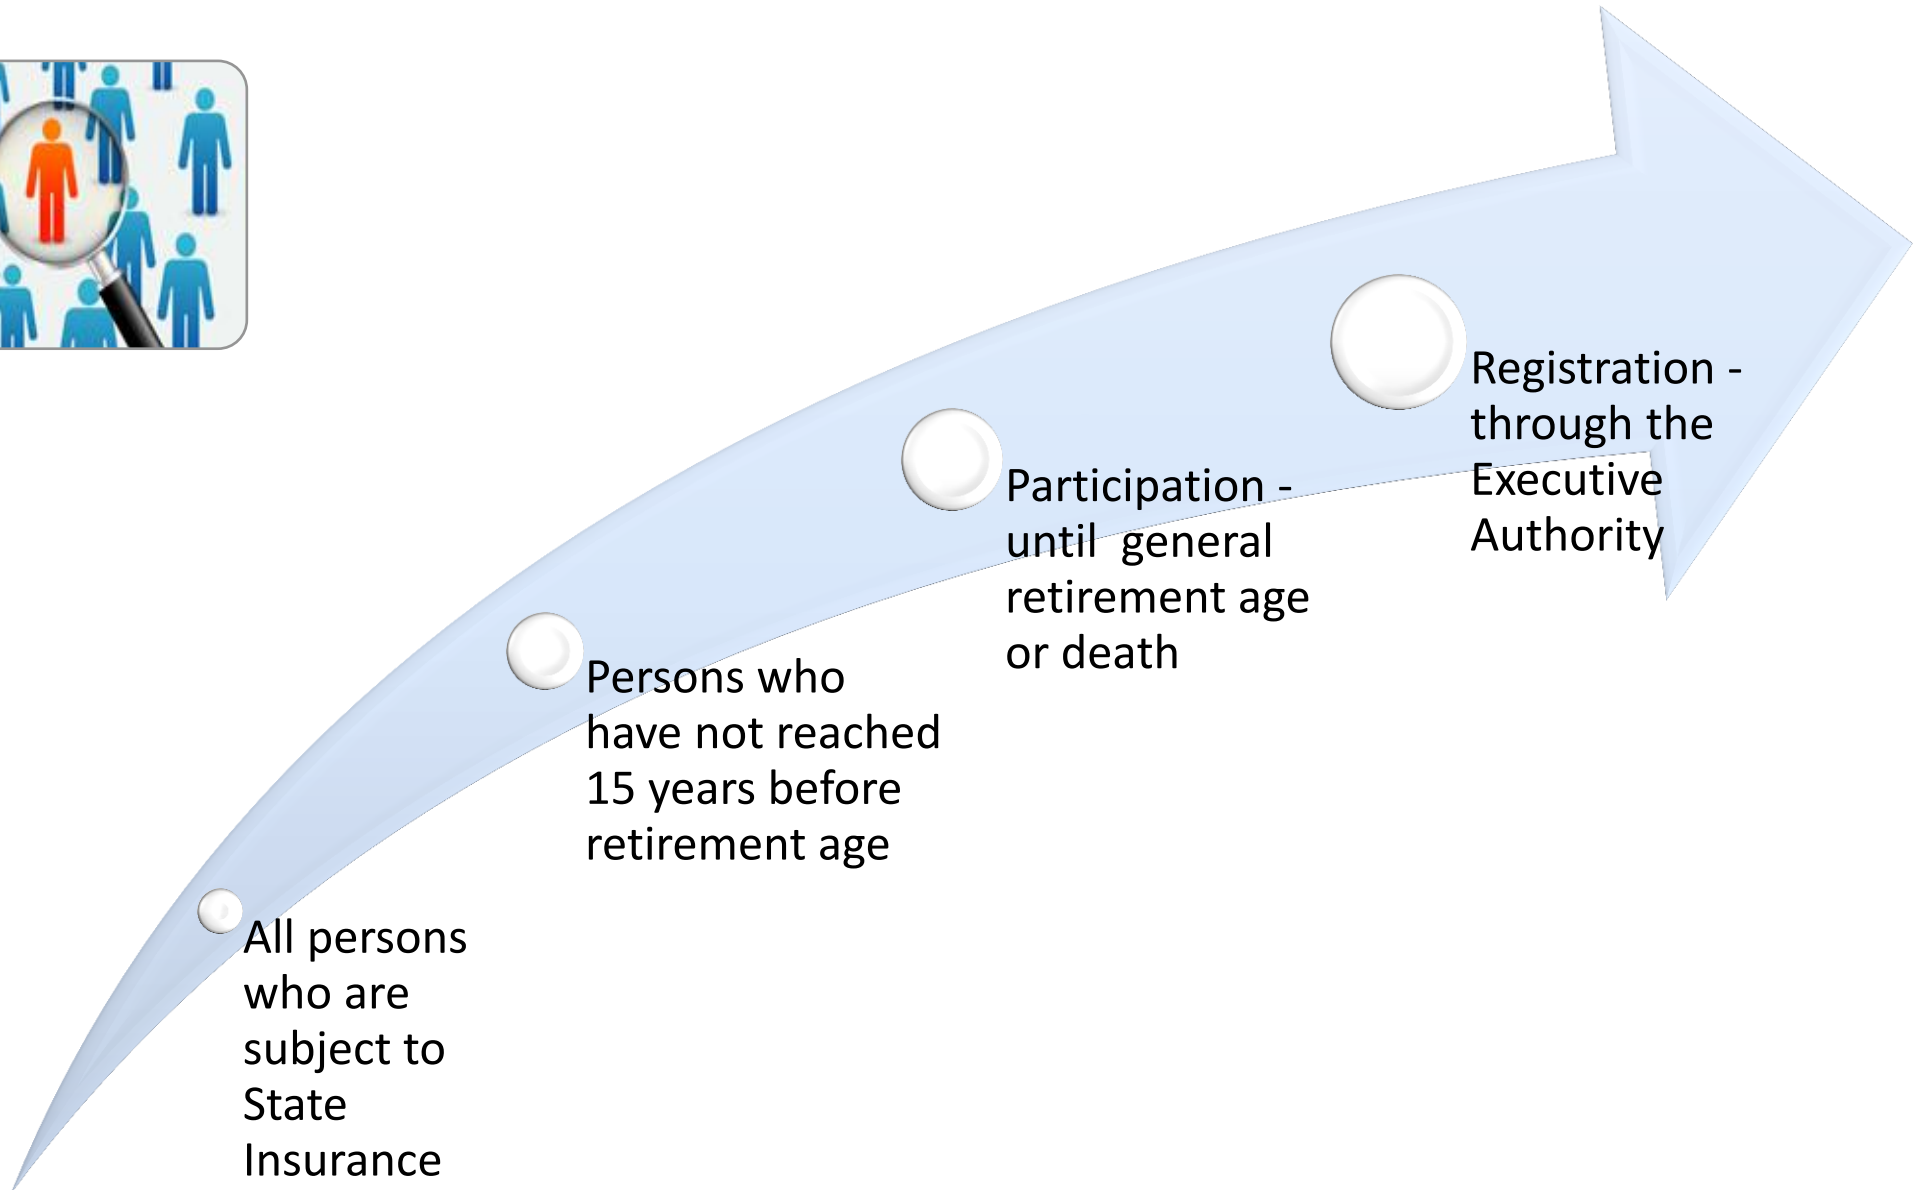 All persons
who are
subject to
State
Insurance
Persons who
have not reached
15 years before
retirement age
Participation -
until  general
retirement age
or death
Registration -
through the
Executive
Authority